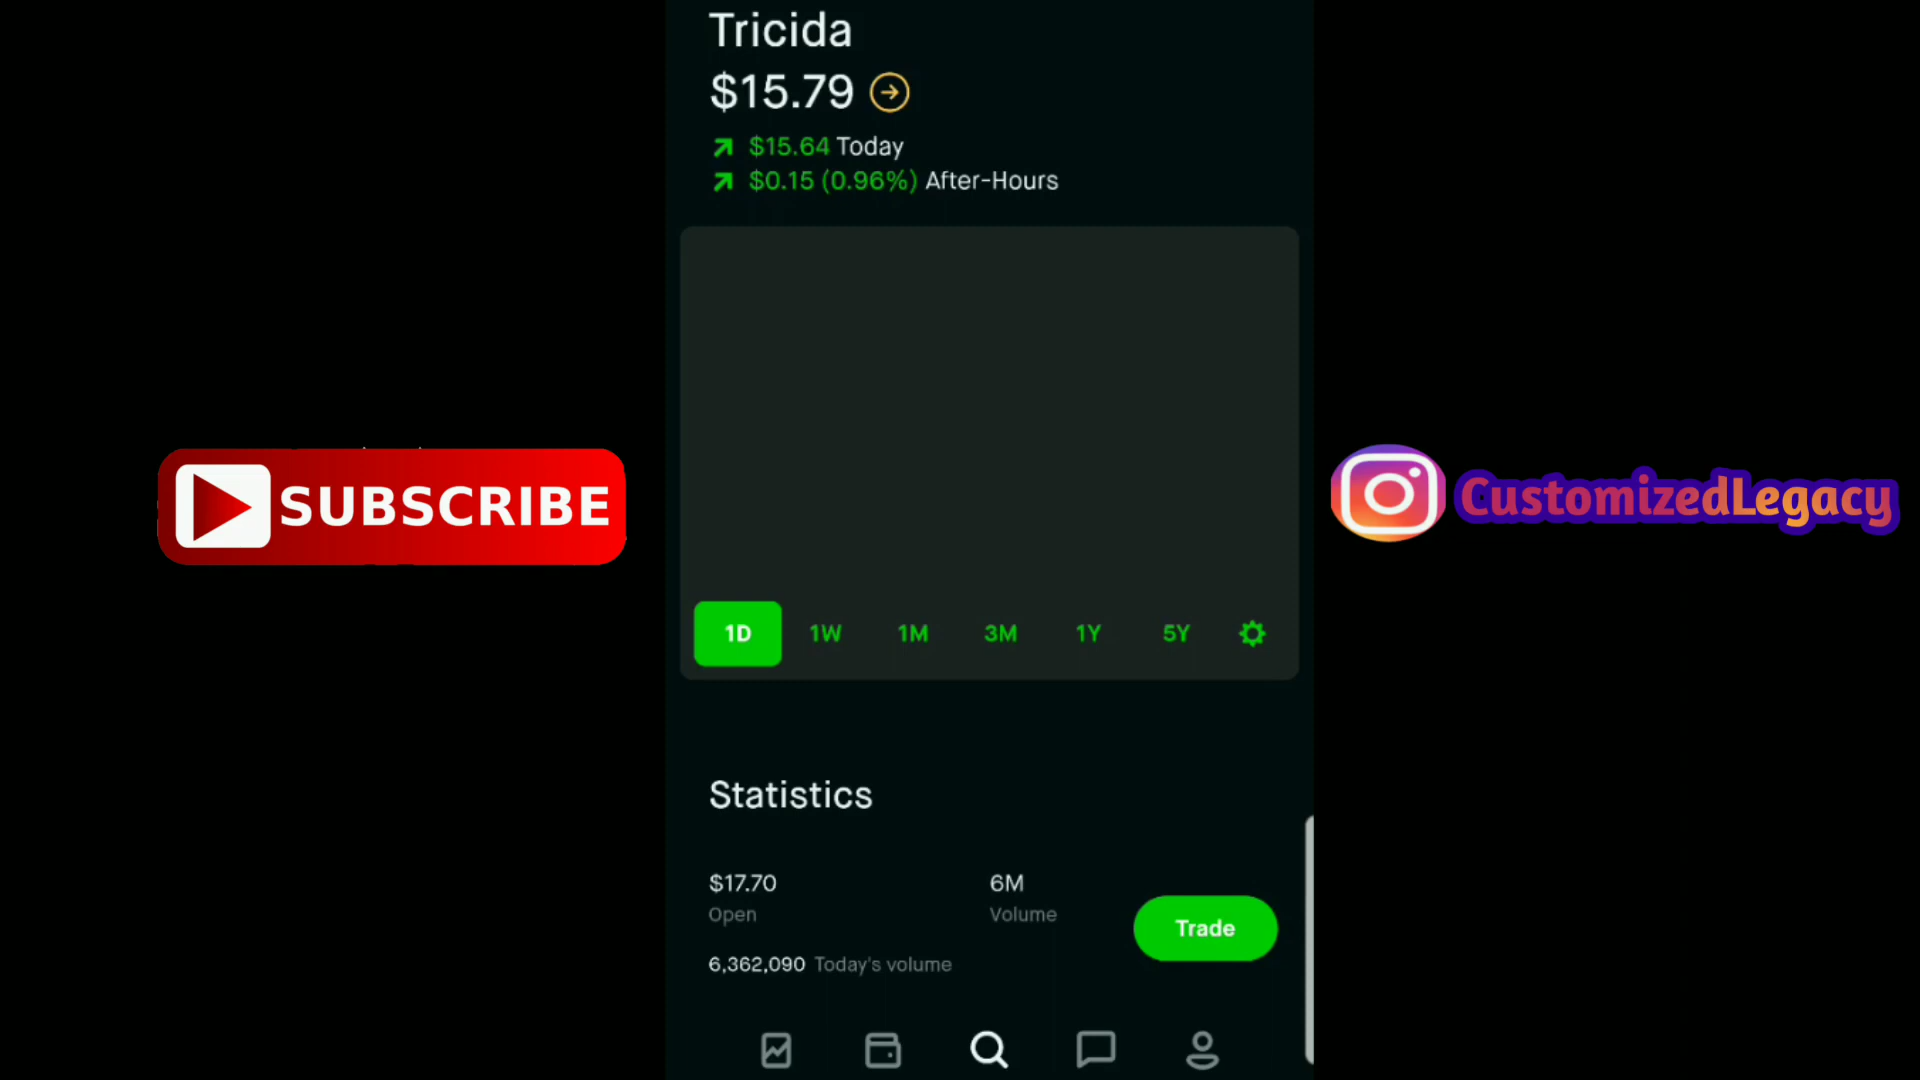 Tricida
$15.79
$15.64 Today
$0.15 (0.96%) After-Hours
SUBSCRIBE
CustomizedLegacy
1D 1W 1M 3M 1Y 5Y
Statistics
$17.70 6M
Open Volume
Trade
6,362,090 Today's volume